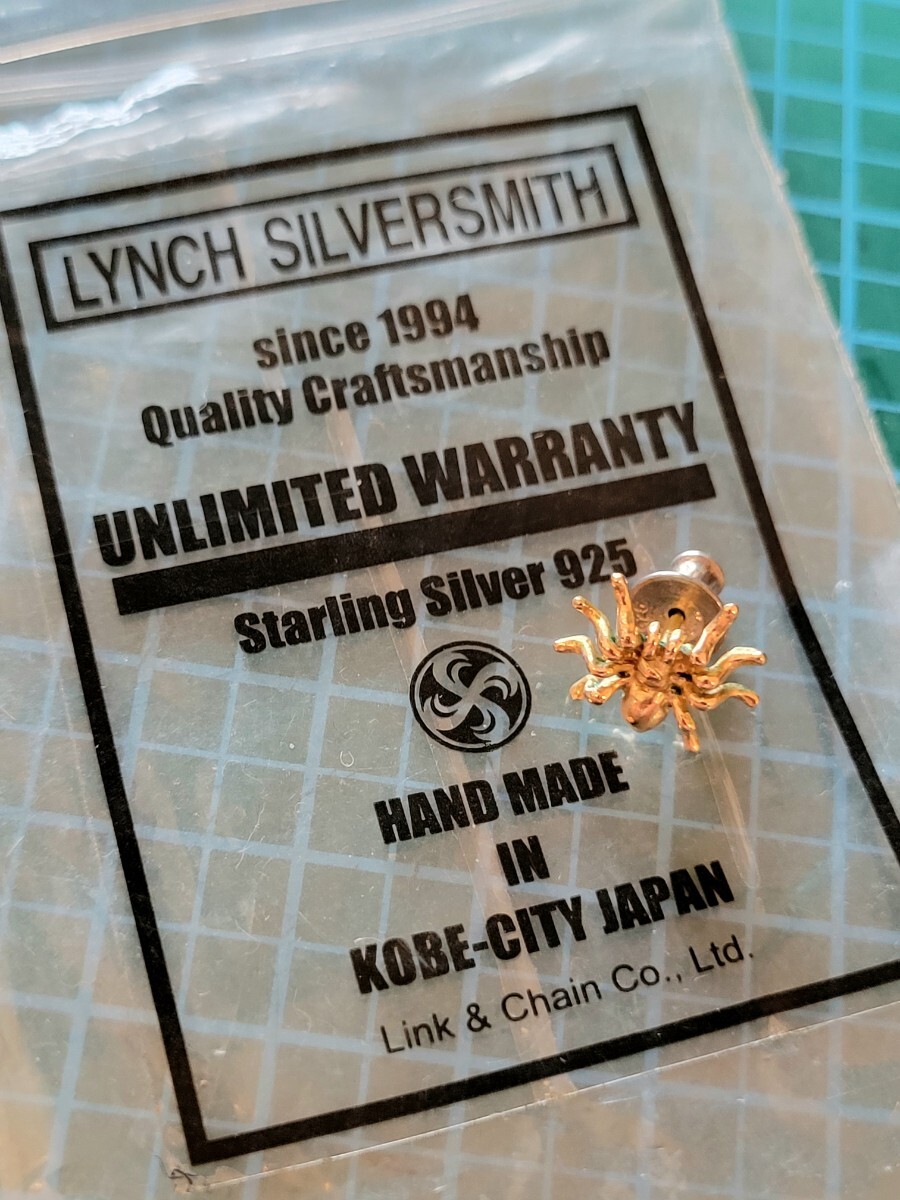 LYNCH SILVERSMITH
since 1994
Quality Craftsmanship
UNLIMITED WARRANTY
Starling Silver 925
HAND MADE
IN
KOBE-CITY JAPAN
Link & Chain Co., Ltd.